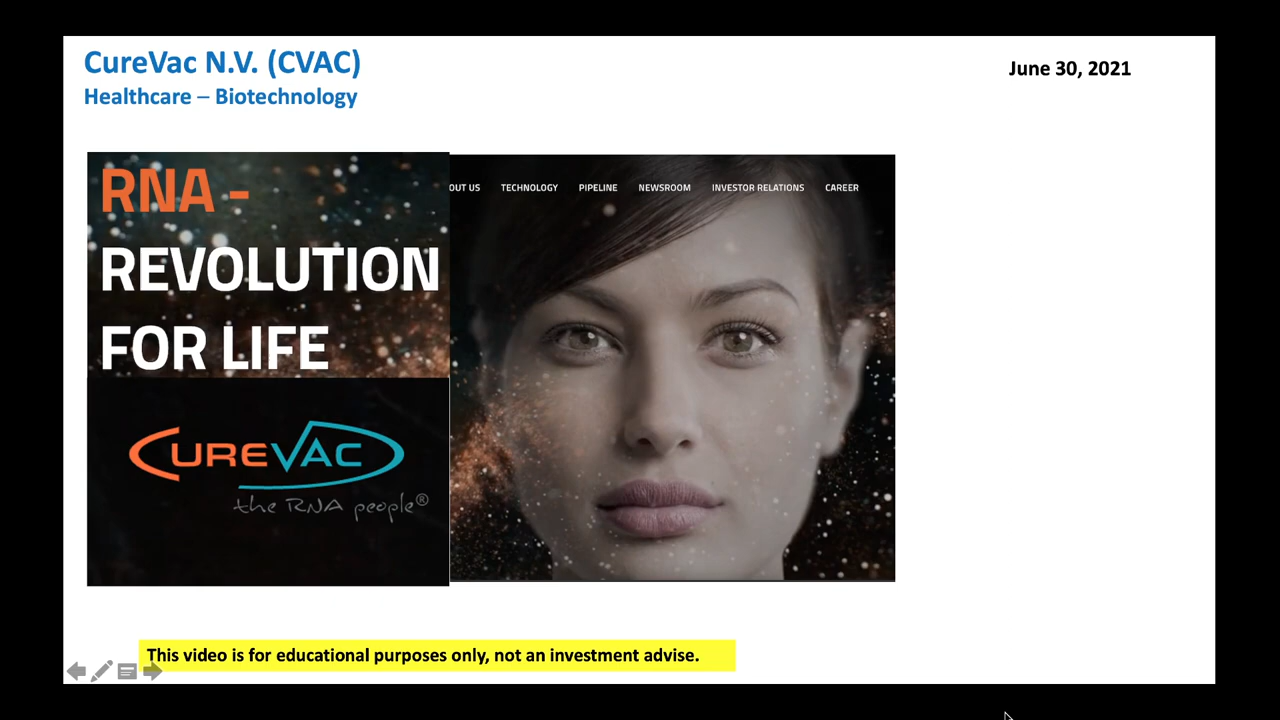 CureVac N.V. (CVAC)
June 30, 2021
Healthcare – Biotechnology
RNA -
REVOLUTION
FOR LIFE
OUT US TECHNOLOGY PIPELINE NEWSROOM INVESTOR RELATIONS CAREER
CUREVAC
the RNA people®
This video is for educational purposes only, not an investment advise.